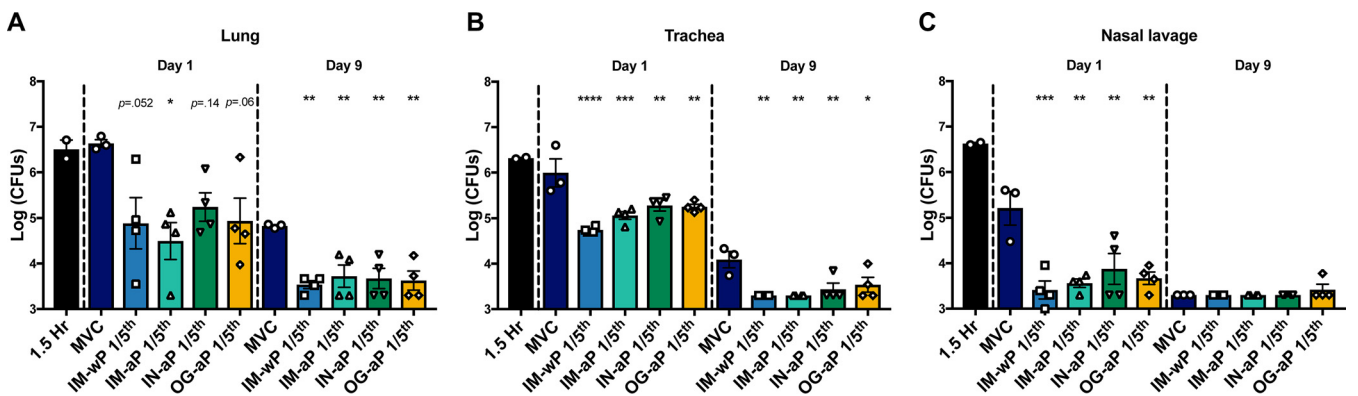 A
Lung
Day 1
Day 9
p=.052
*
p=.14
p=.06
**
**
**
**
Log (CFUs)
8
7
6
5
4
3
1.5 Hr
MVC
IM-wP 1/5th
IM-aP 1/5th
IN-aP 1/5th
OG-aP 1/5th
MVC
IM-wP 1/5th
IM-aP 1/5th
IN-aP 1/5th
OG-aP 1/5th
B
Trachea
Day 1
Day 9
****
***
**
**
**
**
**
*
Log (CFUs)
8
7
6
5
4
3
1.5 Hr
MVC
IM-wP 1/5th
IM-aP 1/5th
IN-aP 1/5th
OG-aP 1/5th
MVC
IM-wP 1/5th
IM-aP 1/5th
IN-aP 1/5th
OG-aP 1/5th
C
Nasal lavage
Day 1
Day 9
***
**
**
**
Log (CFUs)
8
7
6
5
4
3
1.5 Hr
MVC
IM-wP 1/5th
IM-aP 1/5th
IN-aP 1/5th
OG-aP 1/5th
MVC
IM-wP 1/5th
IM-aP 1/5th
IN-aP 1/5th
OG-aP 1/5th